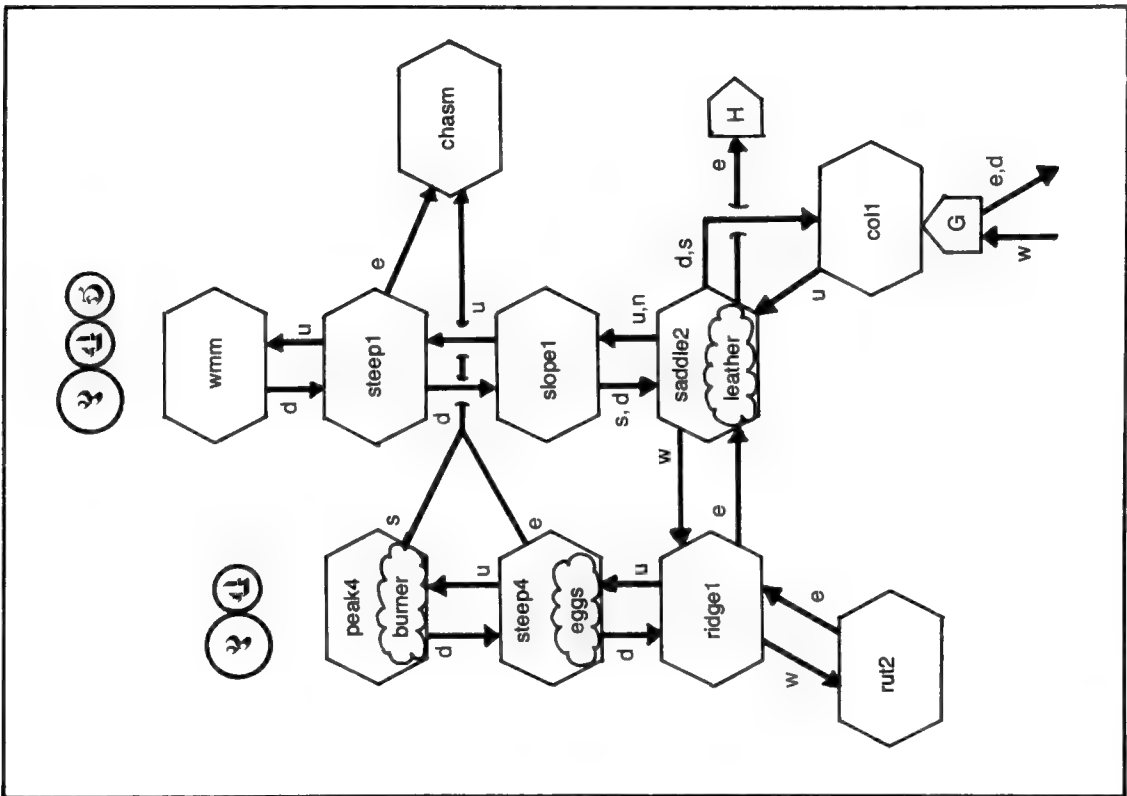 wmm
chasm
d
u
steep1
e
peak4
burner
s
d
u
d
u
steep4
eggs
e
slope1
d
u
s, d
u,n
ridge1
w
e
saddle2
leather
d,s
e
H
w
e
rut2
u
col1
G
w
e,d